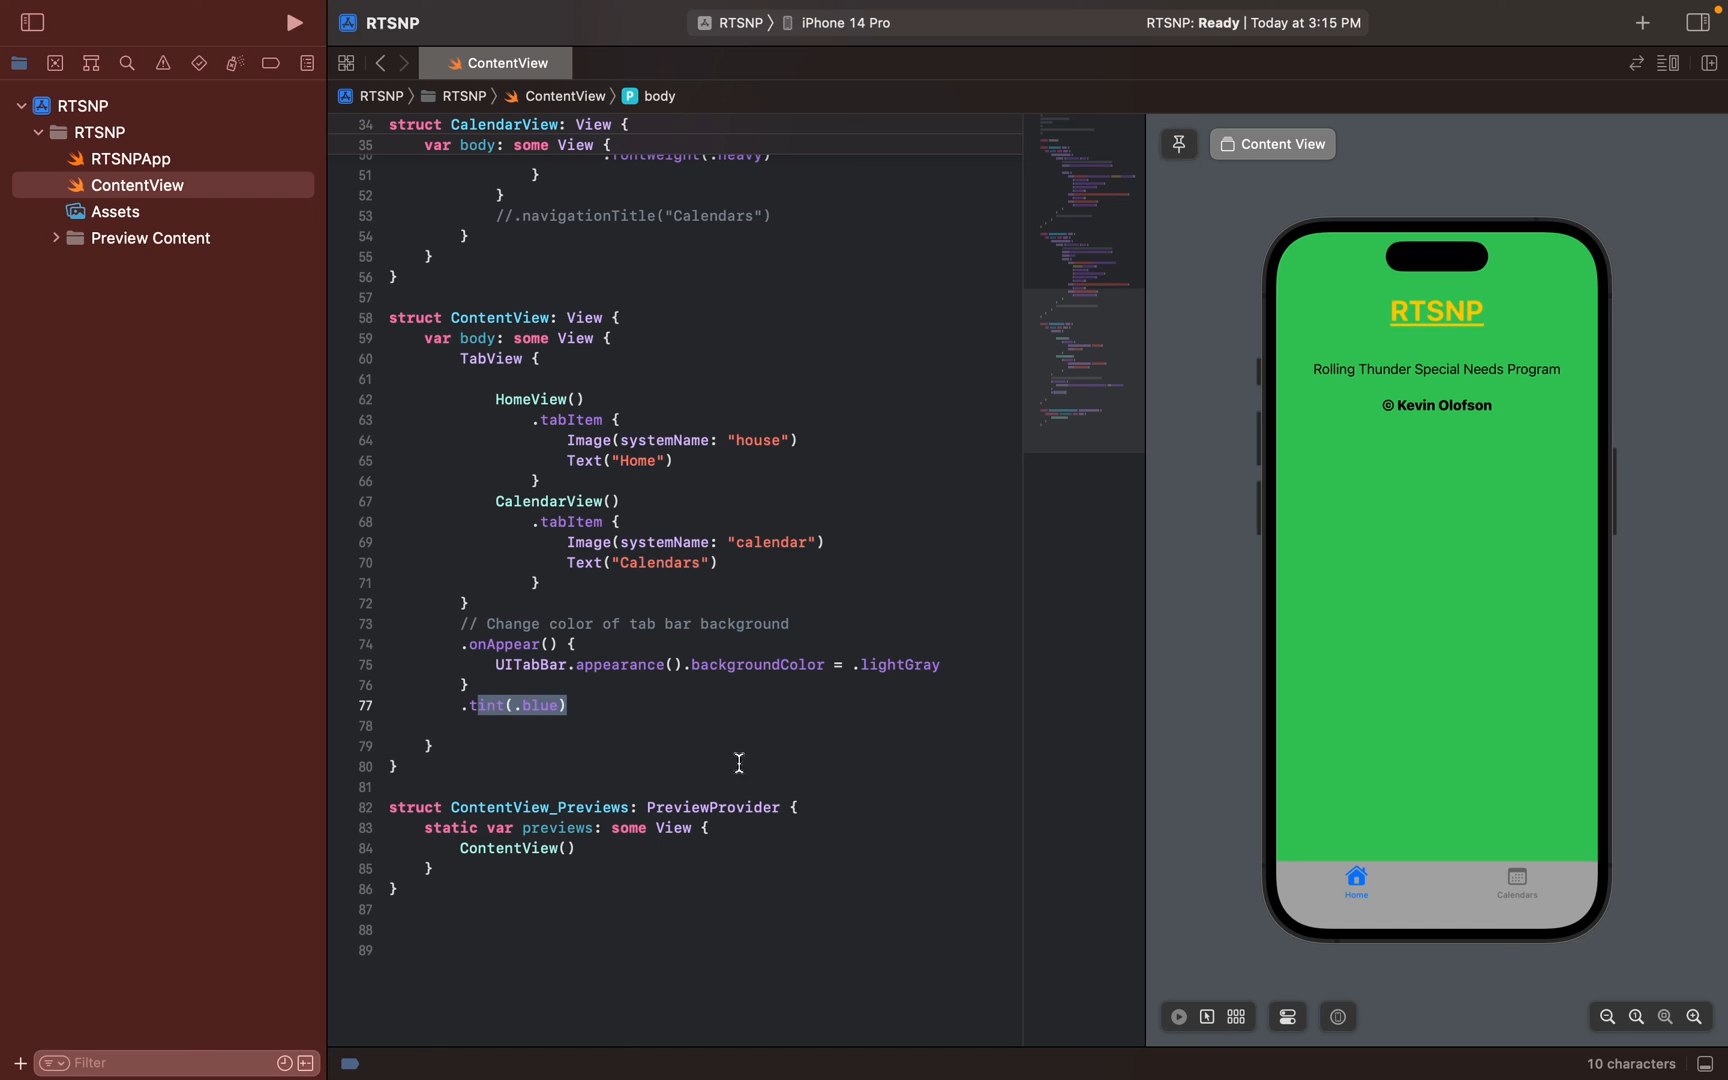 RTSNP
RTSNP 〉 iPhone 14 Pro
RTSNP: Ready | Today at 3:15 PM
ContentView
RTSNP 〉 RTSNP 〉 ContentView 〉 P body
RTSNP
RTSNP
RTSNPApp
ContentView
Assets
Preview Content
Filter
34 struct CalendarView: View {
35 var body: some View {
50 .fontWeight(.heavy)
51 }
52 }
53 //.navigationTitle("Calendars")
54 }
55 }
56 }
57
58 struct ContentView: View {
59 var body: some View {
60 TabView {
61
62 HomeView()
63 .tabItem {
64 Image(systemName: "house")
65 Text("Home")
66 }
67 CalendarView()
68 .tabItem {
69 Image(systemName: "calendar")
70 Text("Calendars")
71 }
72 }
73 // Change color of tab bar background
74 .onAppear() {
75 UITabBar.appearance().backgroundColor = .lightGray
76 }
77 .tint(.blue)
78
79 }
80 }
81
82 struct ContentView_Previews: PreviewProvider {
83 static var previews: some View {
84 ContentView()
85 }
86 }
87
88
89
Content View
RTSNP
Rolling Thunder Special Needs Program
© Kevin Olofson
Home
Calendars
10 characters